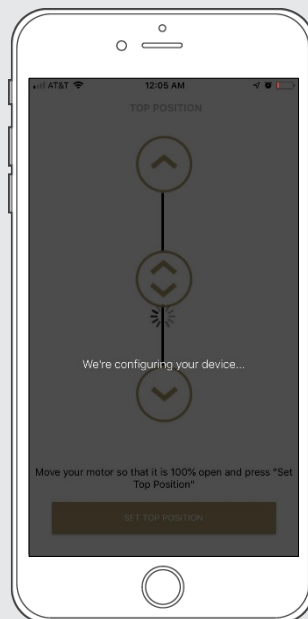 AT&T
12:05 AM
TOP POSITION
We're configuring your device...
Move your motor so that it is 100% open and press "Set
Top Position"
SET TOP POSITION